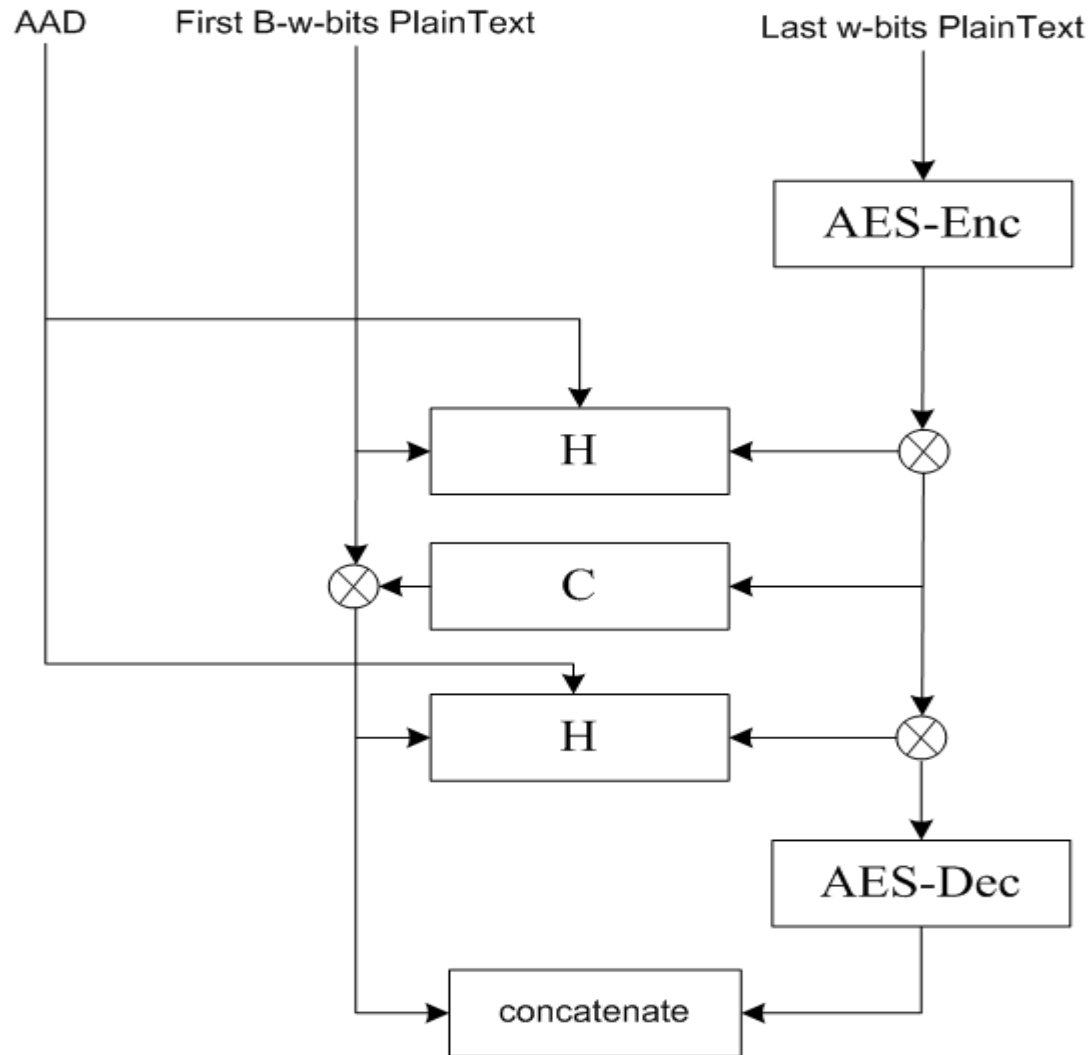 AAD
First B-w-bits PlainText
Last w-bits PlainText
AES-Enc
H
C
H
AES-Dec
concatenate